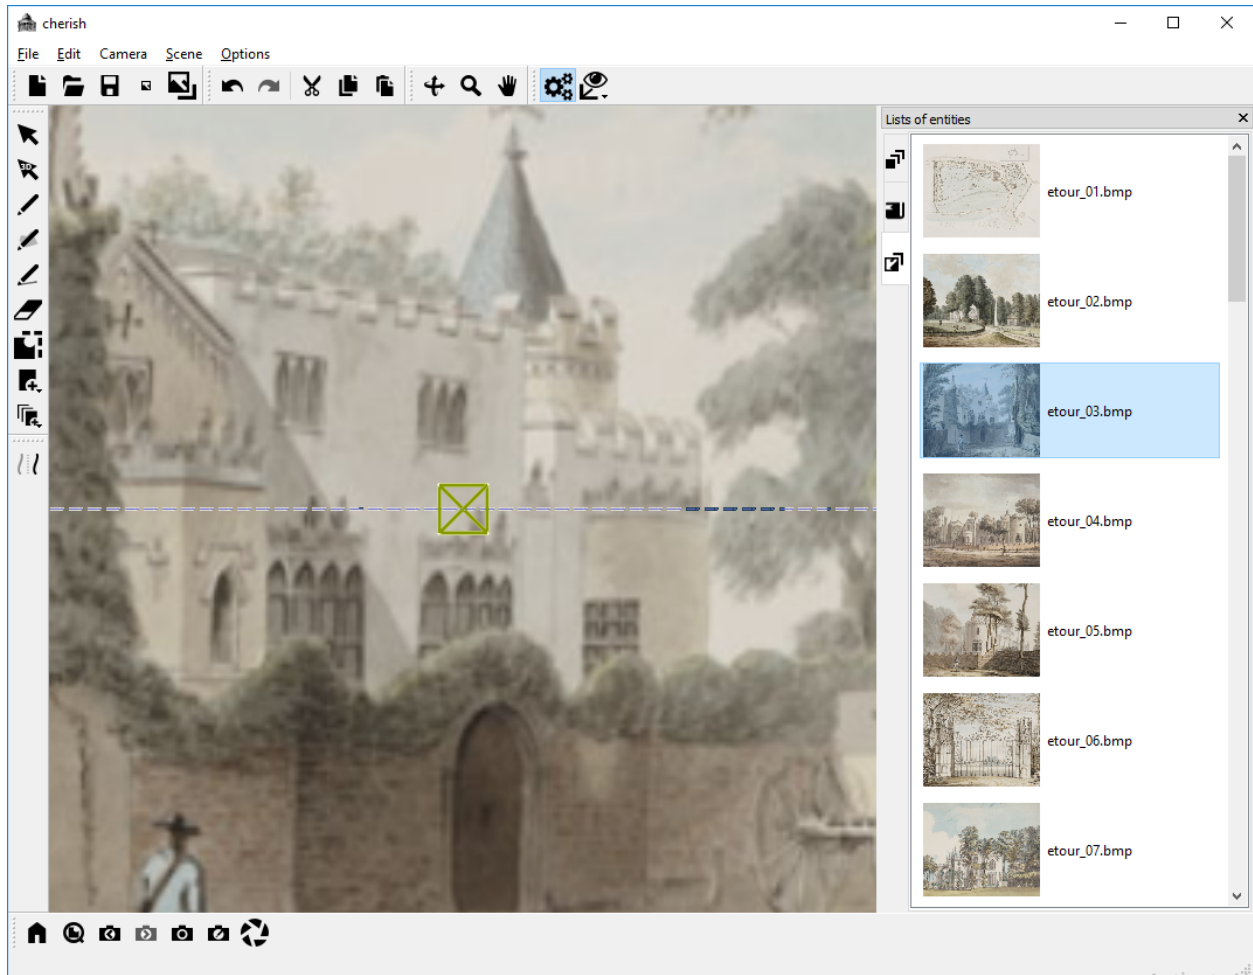 cherish
File Edit Camera Scene Options
Lists of entities
etour_01.bmp
etour_02.bmp
etour_03.bmp
etour_04.bmp
etour_05.bmp
etour_06.bmp
etour_07.bmp